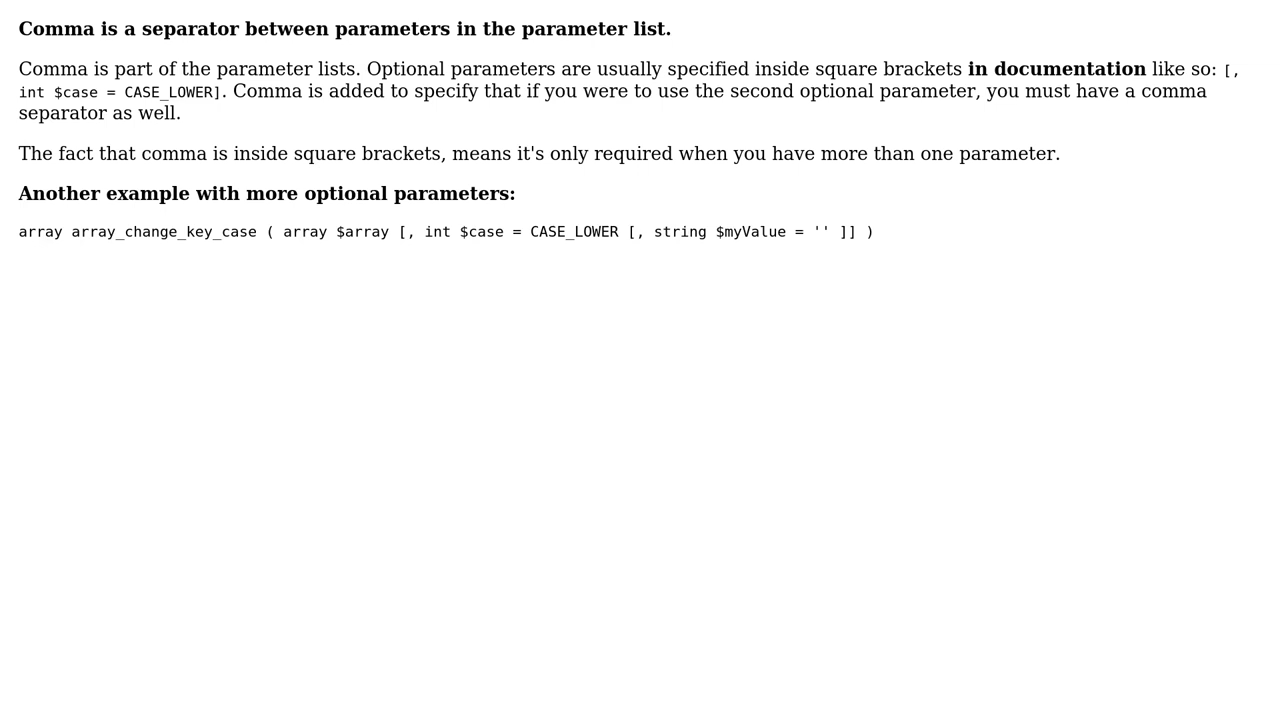 Comma is a separator between parameters in the parameter list.
Comma is part of the parameter lists. Optional parameters are usually specified inside square brackets in documentation like so: [,
int $case = CASE_LOWER]. Comma is added to specify that if you were to use the second optional parameter, you must have a comma
separator as well.
The fact that comma is inside square brackets, means it's only required when you have more than one parameter.
Another example with more optional parameters:
array array_change_key_case ( array $array [, int $case = CASE_LOWER [, string $myValue = '' ]] )